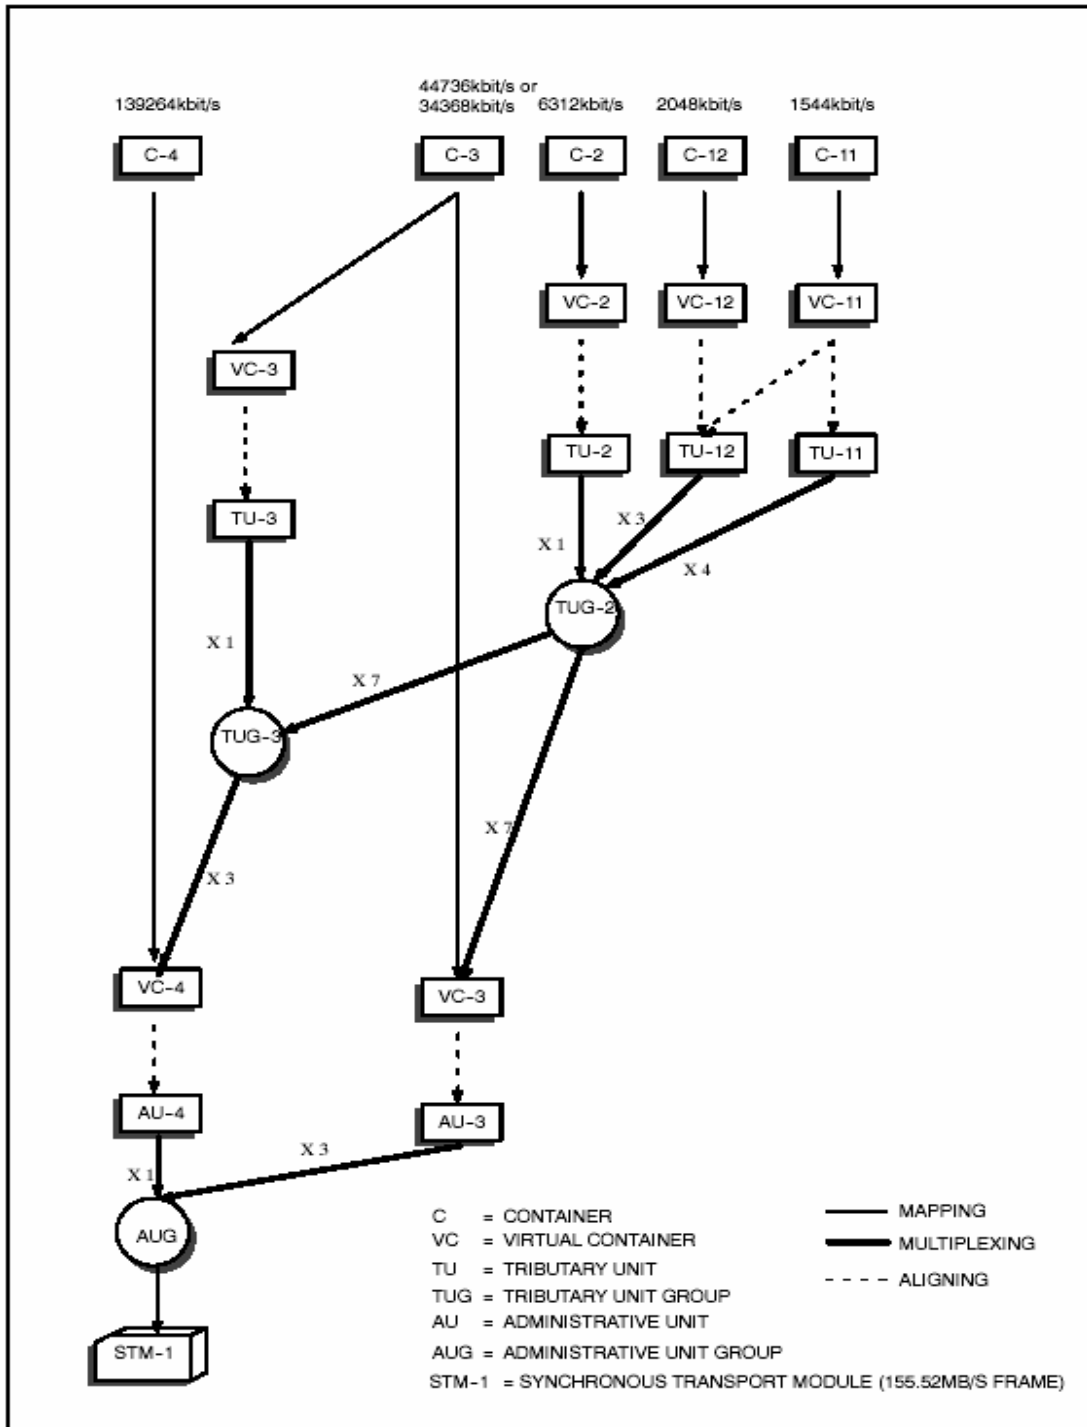 44736kbit/s or
139264kbit/s 34368kbit/s 6312kbit/s 2048kbit/s 1544kbit/s
C-4 C-3 C-2 C-12 C-11
VC-2 VC-12 VC-11
VC-3
TU-2 TU-12 TU-11
TU-3
X 3
X 1
X 4
TUG-2
X 1
X 7
TUG-3
X 7
X 3
VC-4 VC-3
AU-4
AU-3
X 3
X 1
AUG
STM-1
C = CONTAINER
VC = VIRTUAL CONTAINER
TU = TRIBUTARY UNIT
TUG = TRIBUTARY UNIT GROUP
AU = ADMINISTRATIVE UNIT
AUG = ADMINISTRATIVE UNIT GROUP
STM-1 = SYNCHRONOUS TRANSPORT MODULE (155.52MB/S FRAME)
MAPPING
MULTIPLEXING
ALIGNING